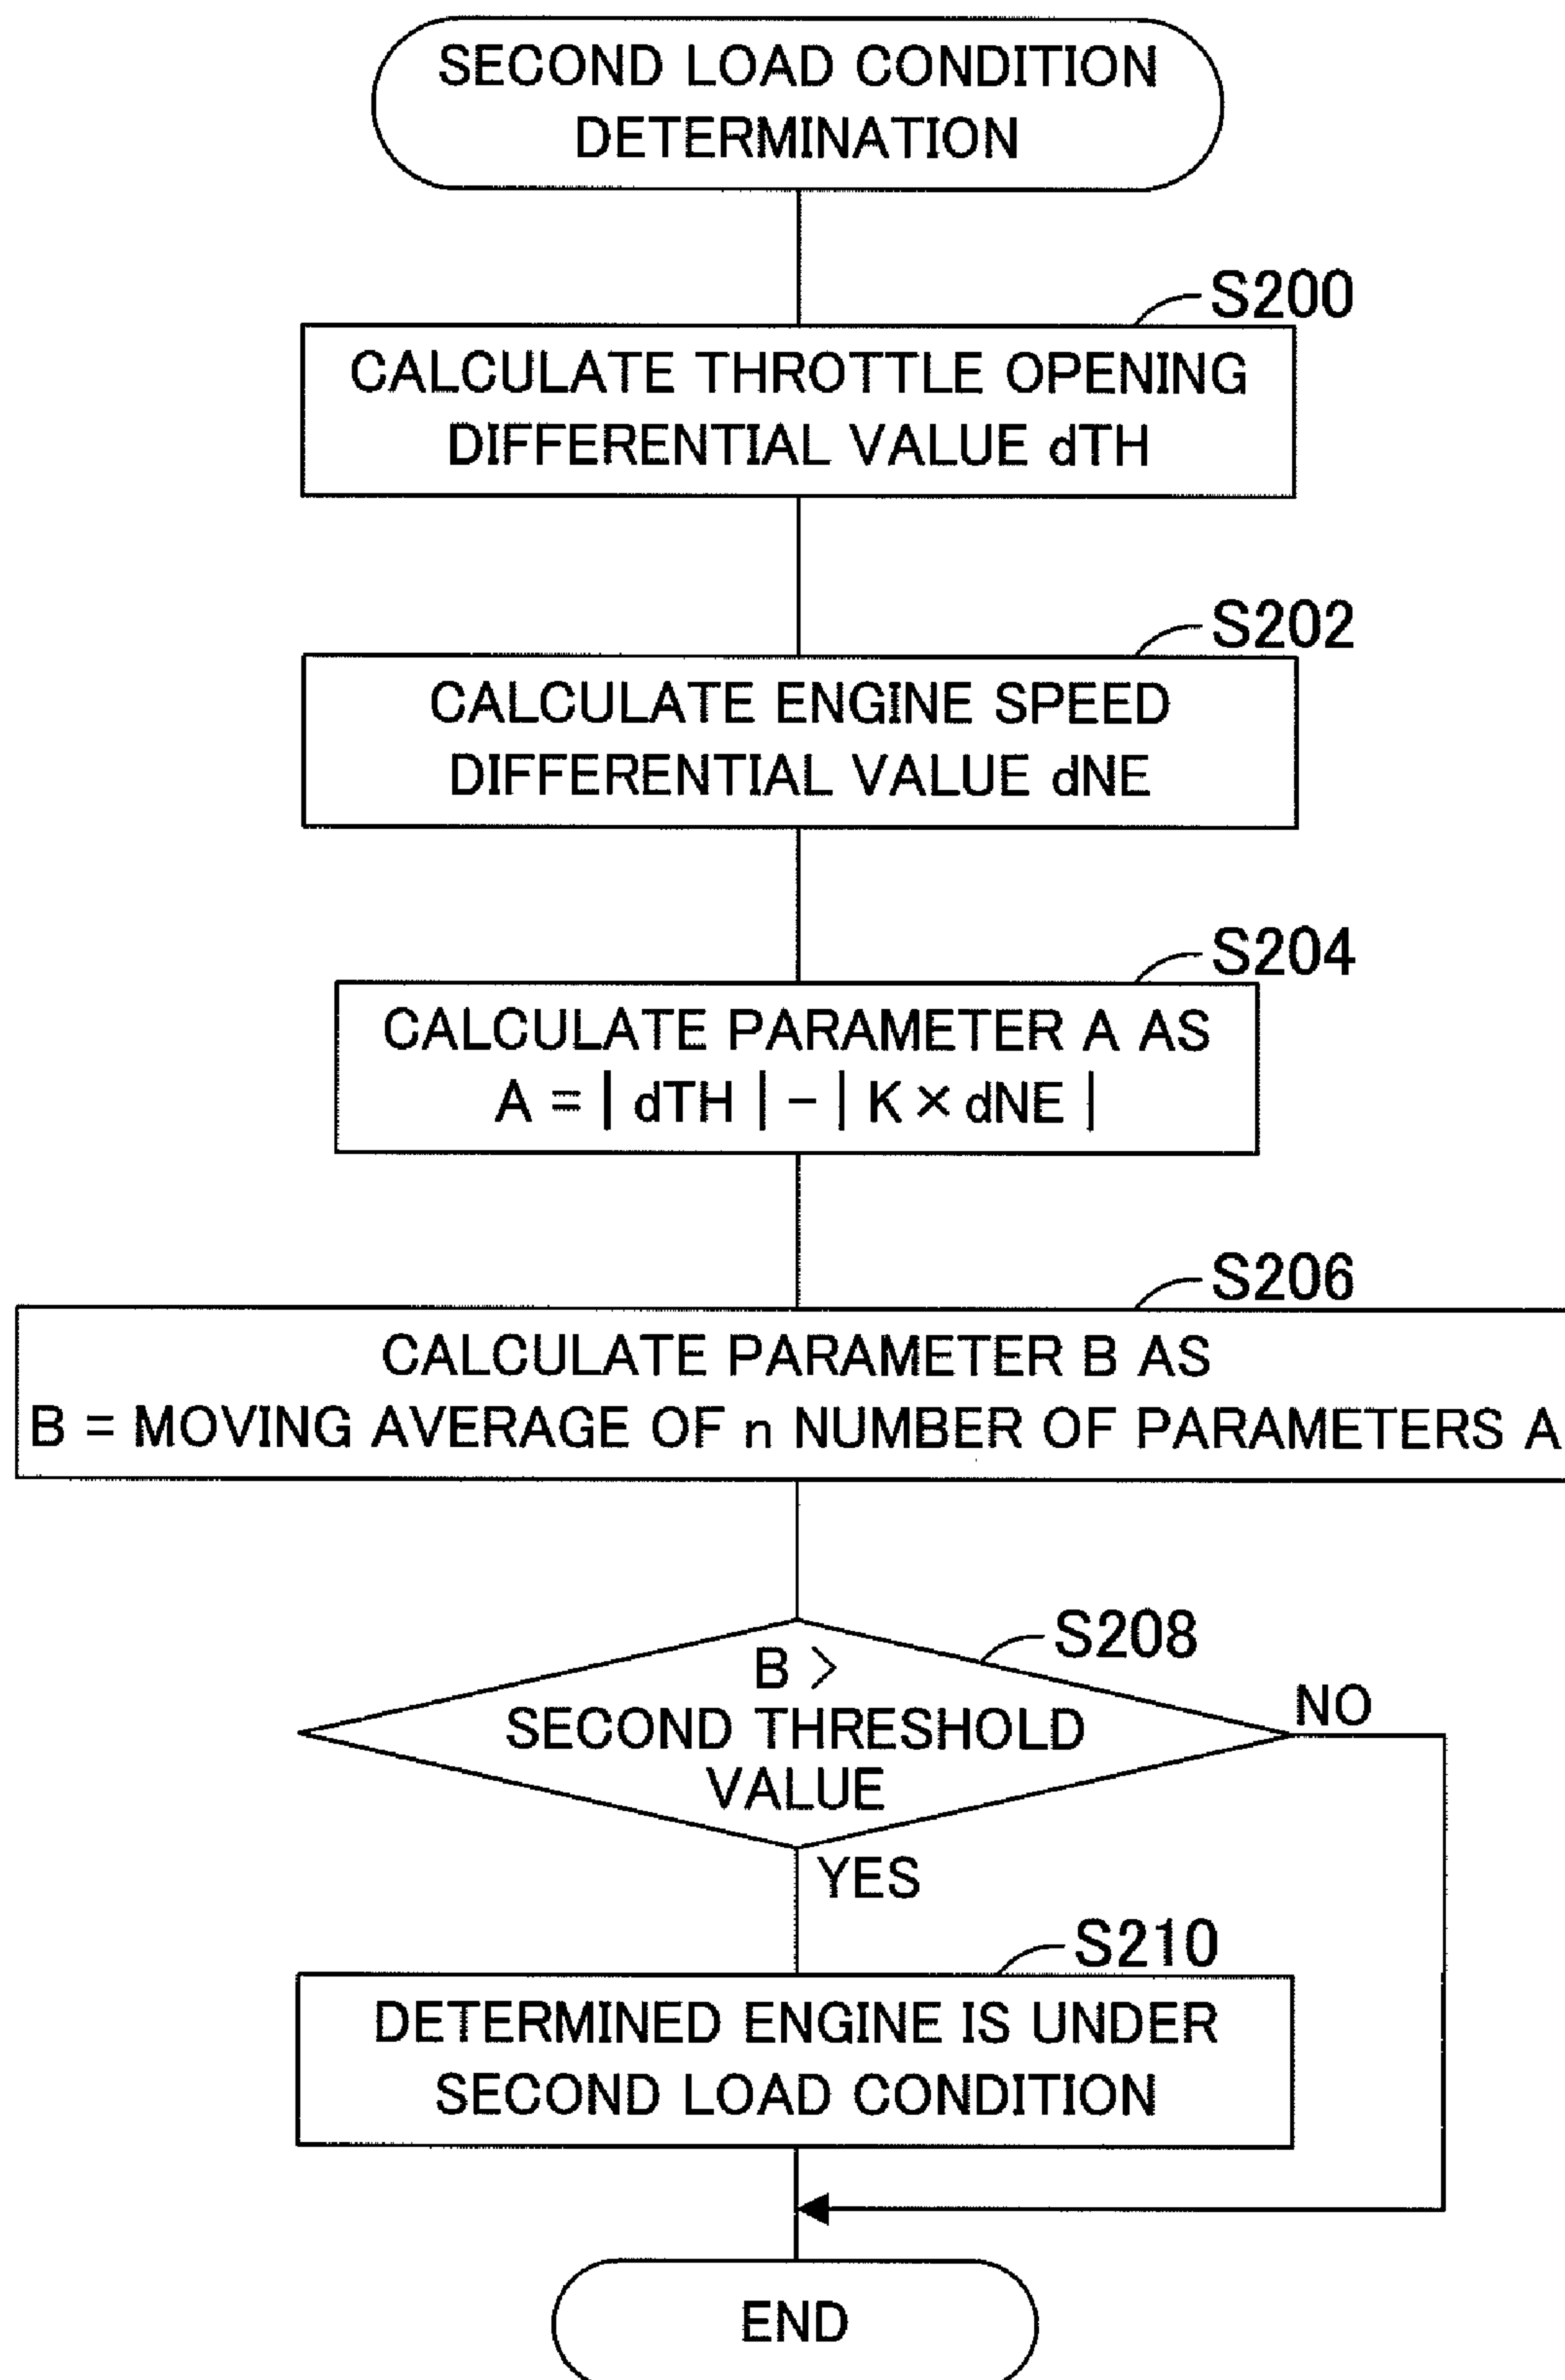 SECOND LOAD CONDITION
DETERMINATION
S200
CALCULATE THROTTLE OPENING
DIFFERENTIAL VALUE dTH
S202
CALCULATE ENGINE SPEED
DIFFERENTIAL VALUE dNE
S204
CALCULATE PARAMETER A AS
A = | dTH | − | K × dNE |
S206
CALCULATE PARAMETER B AS
B = MOVING AVERAGE OF n NUMBER OF PARAMETERS A
S208
B >
SECOND THRESHOLD
VALUE
NO
YES
S210
DETERMINED ENGINE IS UNDER
SECOND LOAD CONDITION
END